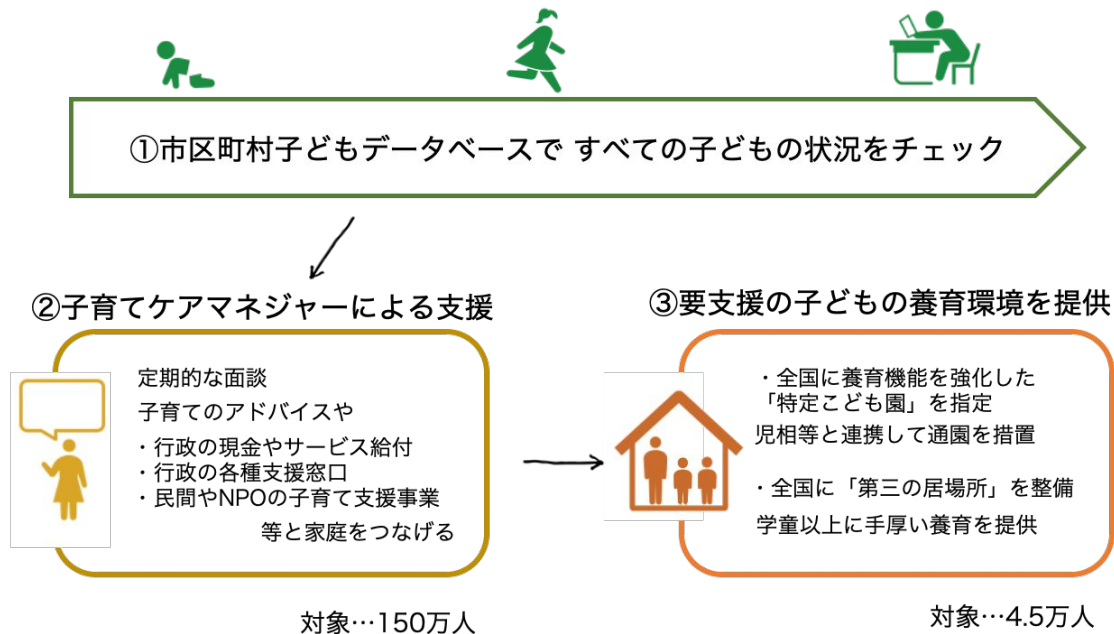 ①市区町村子どもデータベースで すべての子どもの状況をチェック
②子育てケアマネジャーによる支援
定期的な面談
子育てのアドバイスや
・行政の現金やサービス給付
・行政の各種支援窓口
・民間やNPOの子育て支援事業
等と家庭をつなげる
対象…150万人
③要支援の子どもの養育環境を提供
・全国に養育機能を強化した
「特定こども園」を指定
児相等と連携して通園を措置
・全国に「第三の居場所」を整備
学童以上に手厚い養育を提供
対象…4.5万人